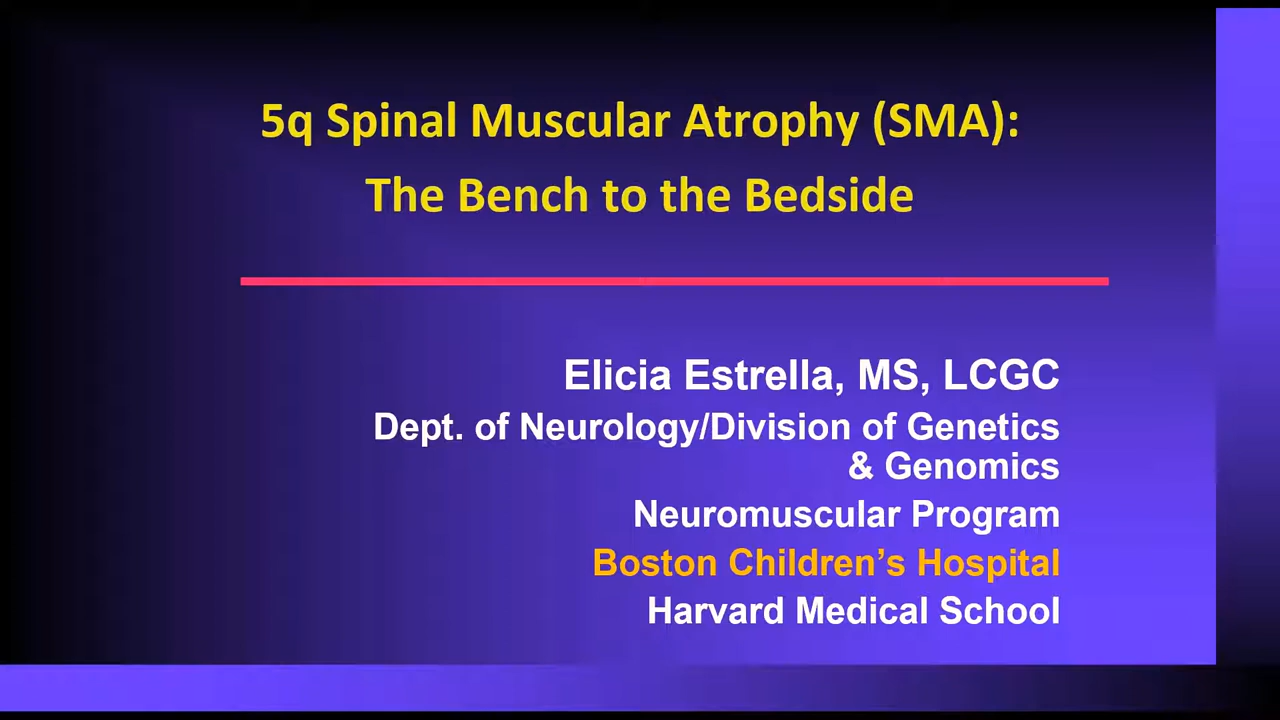 5q Spinal Muscular Atrophy (SMA):
The Bench to the Bedside
Elicia Estrella, MS, LCGC
Dept. of Neurology/Division of Genetics
& Genomics
Neuromuscular Program
Boston Children’s Hospital
Harvard Medical School